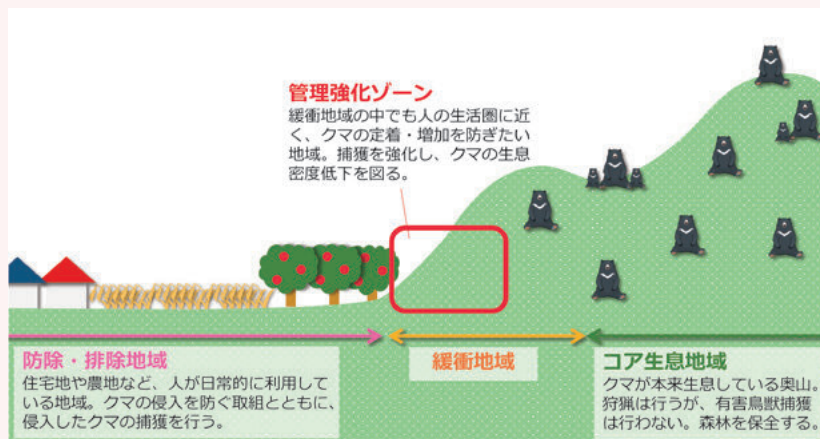 管理強化ゾーン
緩衝地域の中でも人の生活圏に近
く、クマの定着・増加を防ぎたい
地域。捕獲を強化し、クマの生息
密度低下を図る。
防除・排除地域
住宅地や農地など、人が日常的に利用して
いる地域。クマの侵入を防ぐ取組とともに、
侵入したクマの捕獲を行う。
緩衝地域
コア生息地域
クマが本来生息している奥山。
狩猟は行うが、有害鳥獣捕獲
は行わない。森林を保全する。